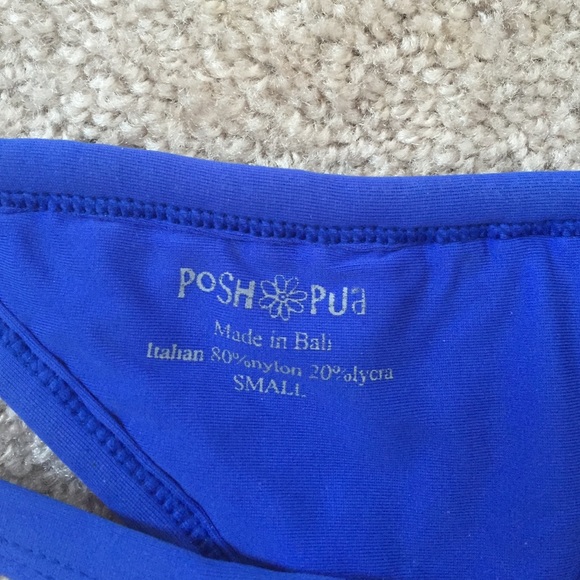 POSH PUa
Made in Bali
Italian 80%nylon 20%lycra
SMALL